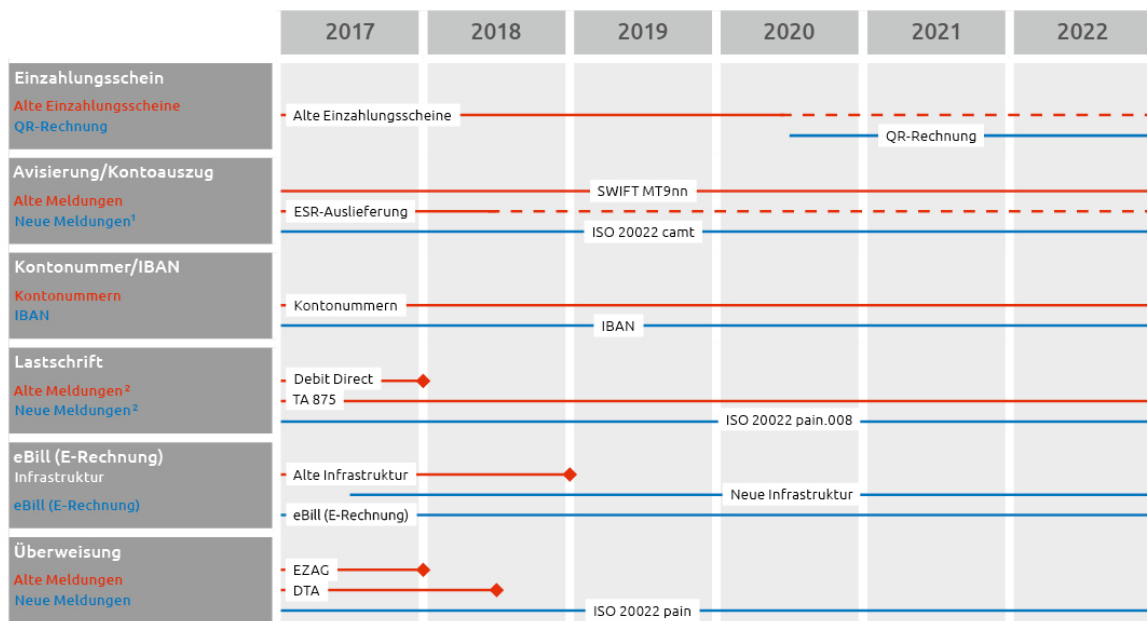 2017 2018 2019 2020 2021 2022
Einzahlungsschein
Alte Einzahlungsscheine
QR-Rechnung
Alte Einzahlungsscheine
QR-Rechnung
Avisierung/Kontoauszug
Alte Meldungen
Neue Meldungen¹
SWIFT MT9nn
ESR-Auslieferung
ISO 20022 camt
Kontonummer/IBAN
Kontonummern
IBAN
Kontonummern
IBAN
Lastschrift
Alte Meldungen²
Neue Meldungen²
Debit Direct
TA 875
ISO 20022 pain.008
eBill (E-Rechnung)
Infrastruktur
eBill (E-Rechnung)
Alte Infrastruktur
Neue Infrastruktur
eBill (E-Rechnung)
Überweisung
Alte Meldungen
Neue Meldungen
EZAG
DTA
ISO 20022 pain